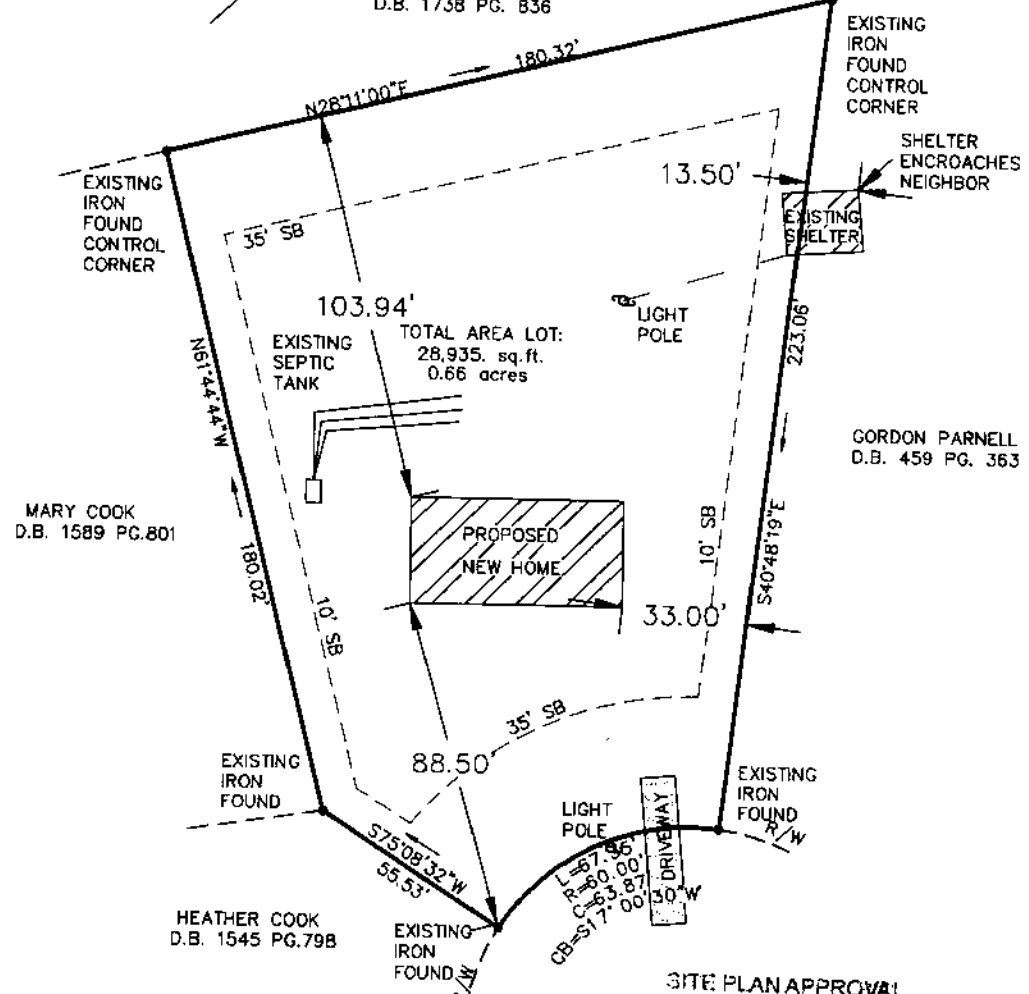 D.B. 1738 PG. 836
EXISTING
IRON
FOUND
CONTROL
CORNER
180.32'
N28°11'00"E
SHELTER
ENCROACHES
NEIGHBOR
13.50'
EXISTING
IRON
FOUND
CONTROL
CORNER
EXISTING
SHELTER
35' SB
103.94'
LIGHT
POLE
EXISTING
SEPTIC
TANK
TOTAL AREA LOT:
28,935. sq.ft.
0.66 acres
223.06'
N61°44'44"W
GORDON PARNELL
D.B. 459 PG. 363
MARY COOK
D.B. 1589 PG.801
PROPOSED
NEW HOME
10' SB
S40°48'19"E
180.02'
10' SB
33.00'
35' SB
88.50'
EXISTING
IRON
FOUND
EXISTING
IRON
FOUND
LIGHT
POLE
DRIVEWAY
R/W
S75°08'32"W
55.53'
R=60.00'
C=63.87'
CB=S17° 00'30"W
HEATHER COOK
D.B. 1545 PG.798
EXISTING
IRON
FOUND
R/W
SITE PLAN APPROVAL